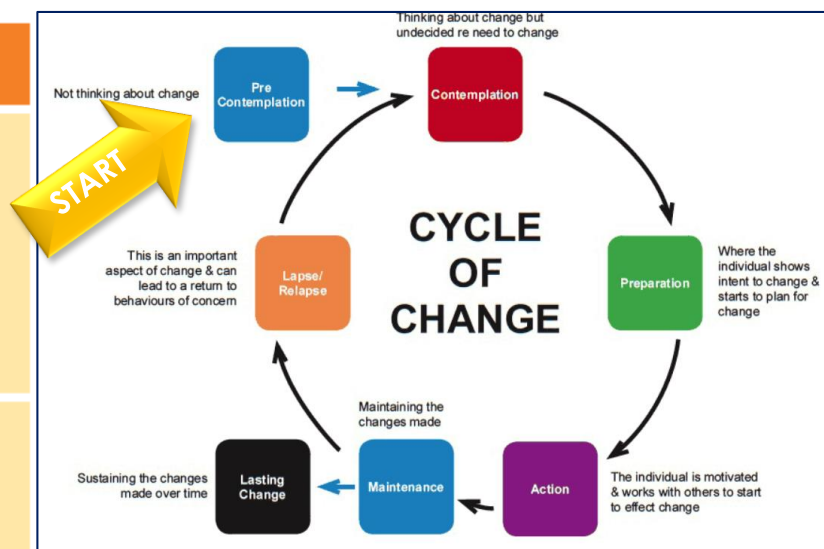 Thinking about change but
undecided re need to change
Not thinking about change
Pre
Contemplation
Contemplation
START
CYCLE
OF
CHANGE
This is an important
aspect of change & can
lead to a return to
behaviours of concern
Lapse/
Relapse
Preparation
Where the
individual shows
intent to change &
starts to plan for
change
Maintaining the
changes made
Sustaining the changes
made over time
Lasting
Change
Maintenance
Action
The individual is motivated
& works with others to start
to effect change